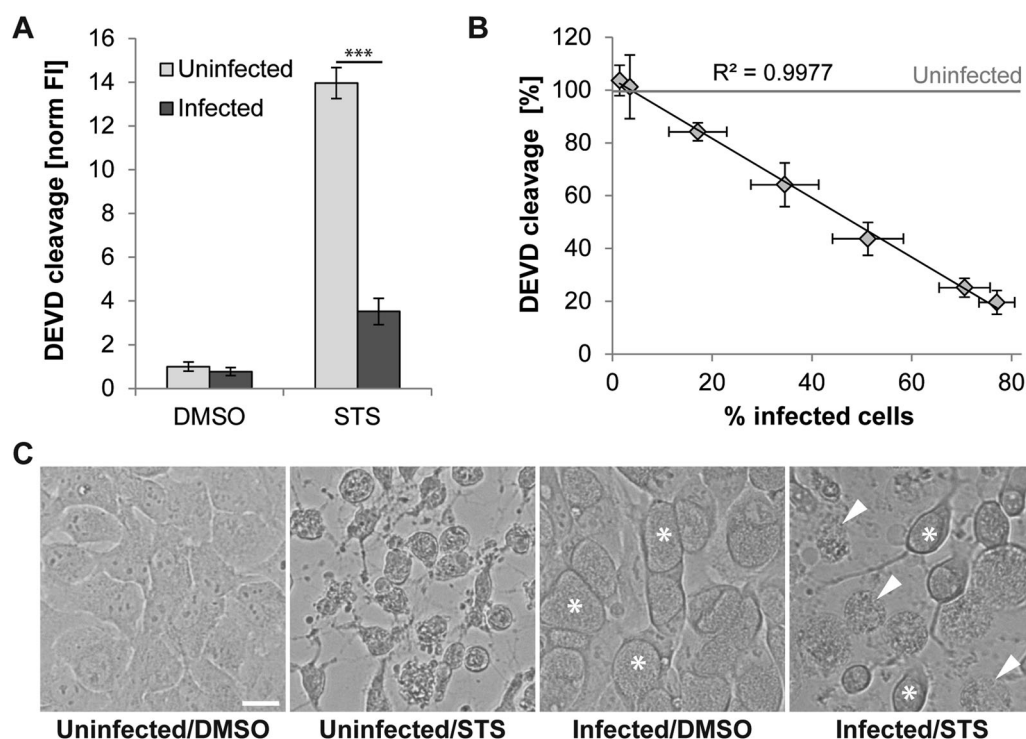 A
DEVD cleavage [norm FI]
16
14
12
10
8
6
4
2
0
Uninfected
Infected
***
DMSO
STS
B
DEVD cleavage [%]
120
100
80
60
40
20
0
R² = 0.9977
Uninfected
0 20 40 60 80
% infected cells
C
*
*
*
*
*
Uninfected/DMSO
Uninfected/STS
Infected/DMSO
Infected/STS